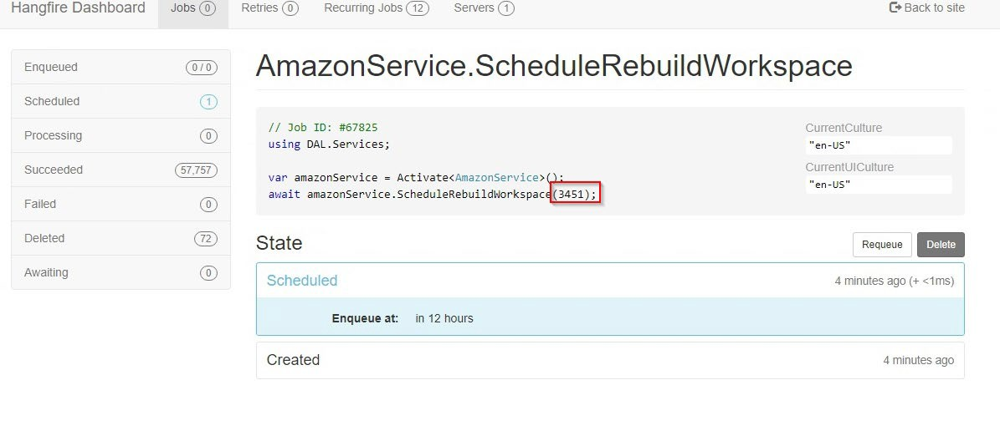 Hangfire Dashboard Jobs 0 Retries 0 Recurring Jobs 12 Servers 1 Back to site
Enqueued 0 / 0
Scheduled 1
Processing 0
Succeeded 57,757
Failed 0
Deleted 72
Awaiting 0
AmazonService.ScheduleRebuildWorkspace
// Job ID: #67825
using DAL.Services;
var amazonService = Activate<AmazonService>();
await amazonService.ScheduleRebuildWorkspace(3451);
CurrentCulture
"en-US"
CurrentUICulture
"en-US"
State Requeue Delete
Scheduled 4 minutes ago (+ <1ms)
Enqueue at: in 12 hours
Created 4 minutes ago